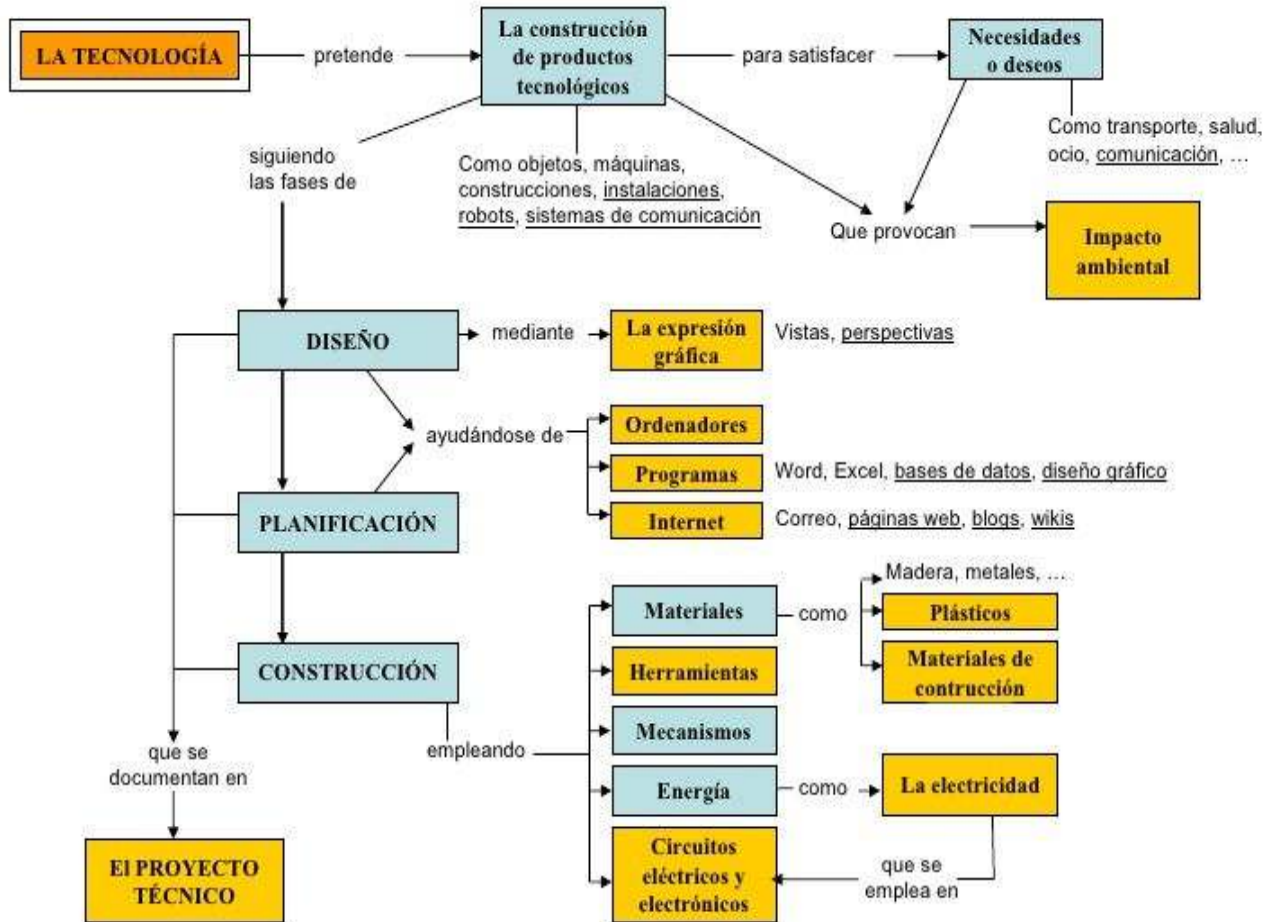 LA TECNOLOGÍA
pretende
La construcción
de productos
tecnológicos
para satisfacer
Necesidades
o deseos
siguiendo
las fases de
Como objetos, máquinas,
construcciones, instalaciones,
robots, sistemas de comunicación
Como transporte, salud,
ocio, comunicación, ...
Que provocan
Impacto
ambiental
DISEÑO
mediante
La expresión
gráfica
Vistas, perspectivas
ayudándose de
Ordenadores
Programas
Word, Excel, bases de datos, diseño gráfico
Internet
Correo, páginas web, blogs, wikis
PLANIFICACIÓN
CONSTRUCCIÓN
empleando
Materiales
como
Madera, metales, ...
Plásticos
Materiales de
contrucción
Herramientas
Mecanismos
Energía
como
La electricidad
que se
emplea en
Circuitos
eléctricos y
electrónicos
que se
documentan en
El PROYECTO
TÉCNICO